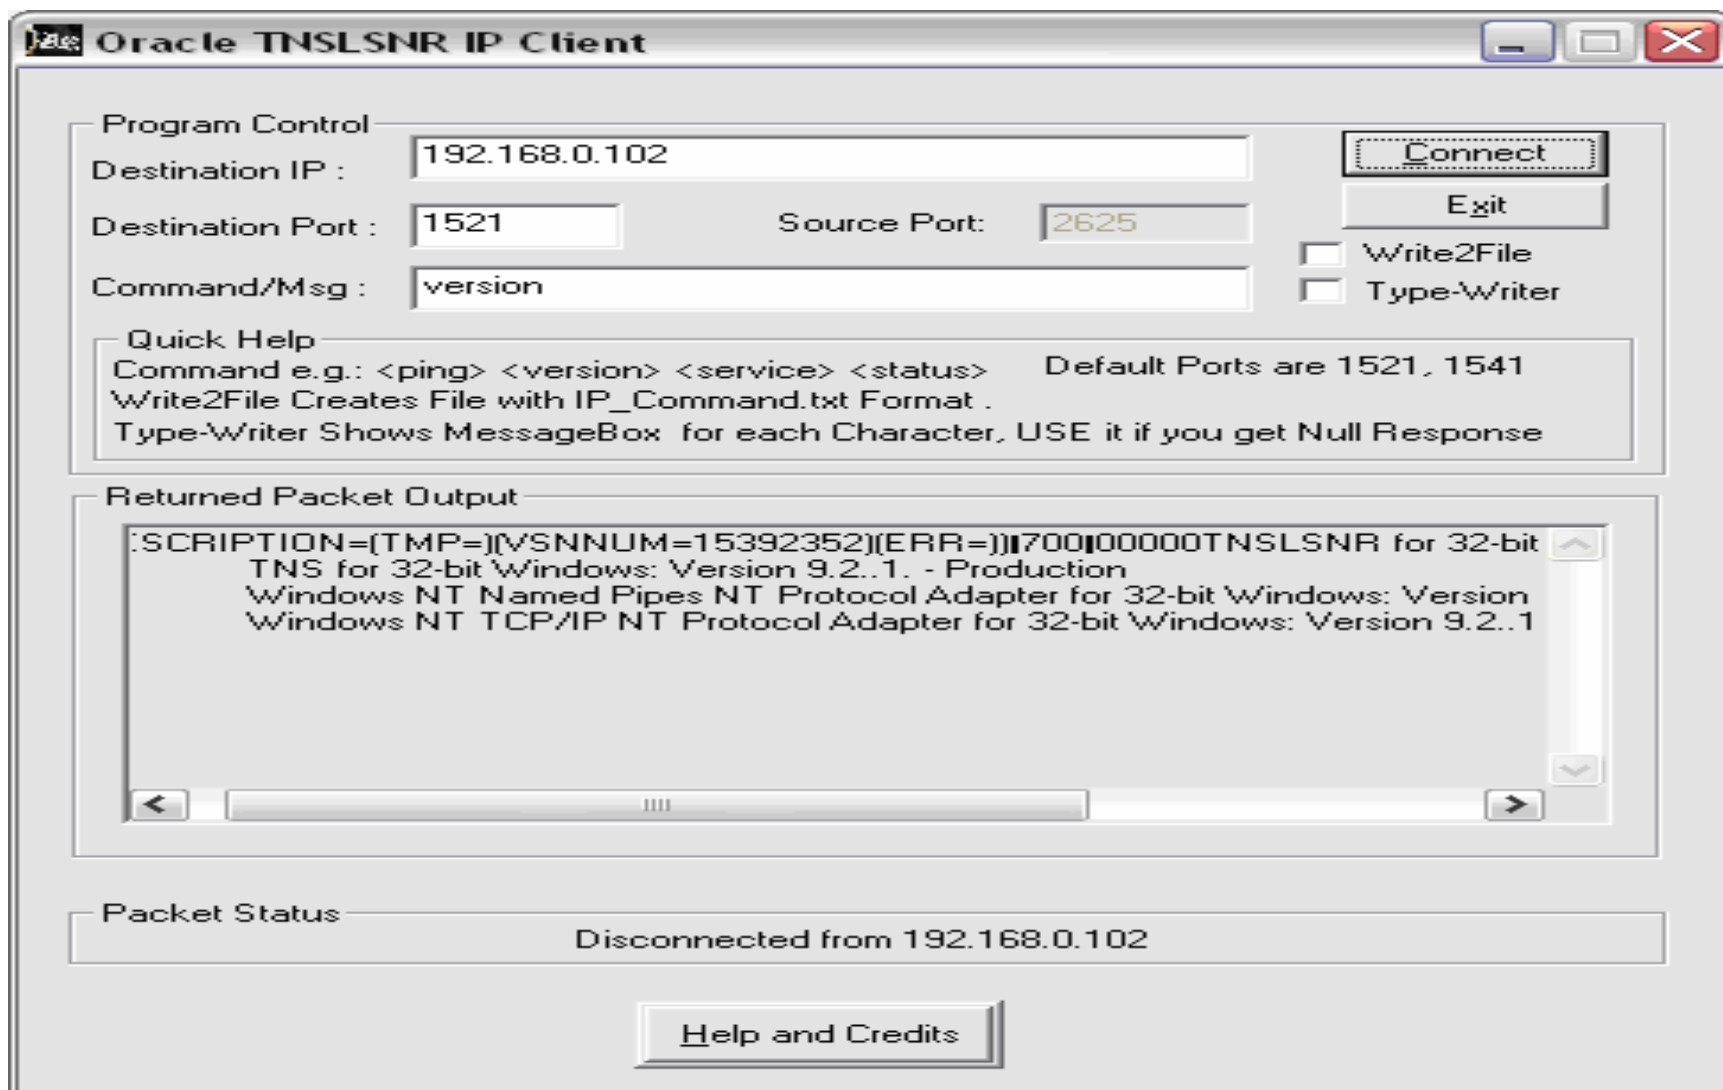 Oracle TNSLSNR IP Client
Program Control
Destination IP : 192.168.0.102 Connect
Exit
Destination Port : 1521 Source Port: 2625
Write2File
Command/Msg : version Type-Writer
Quick Help
Command e.g.: <ping> <version> <service> <status> Default Ports are 1521, 1541
Write2File Creates File with IP_Command.txt Format .
Type-Writer Shows MessageBox for each Character, USE it if you get Null Response
Returned Packet Output
SCRIPTION=(TMP=)(VSNNUM=15392352)(ERR=))▮700▮00000TNSLSNR for 32-bit
TNS for 32-bit Windows: Version 9.2..1. - Production
Windows NT Named Pipes NT Protocol Adapter for 32-bit Windows: Version
Windows NT TCP/IP NT Protocol Adapter for 32-bit Windows: Version 9.2..1
Packet Status
Disconnected from 192.168.0.102
Help and Credits